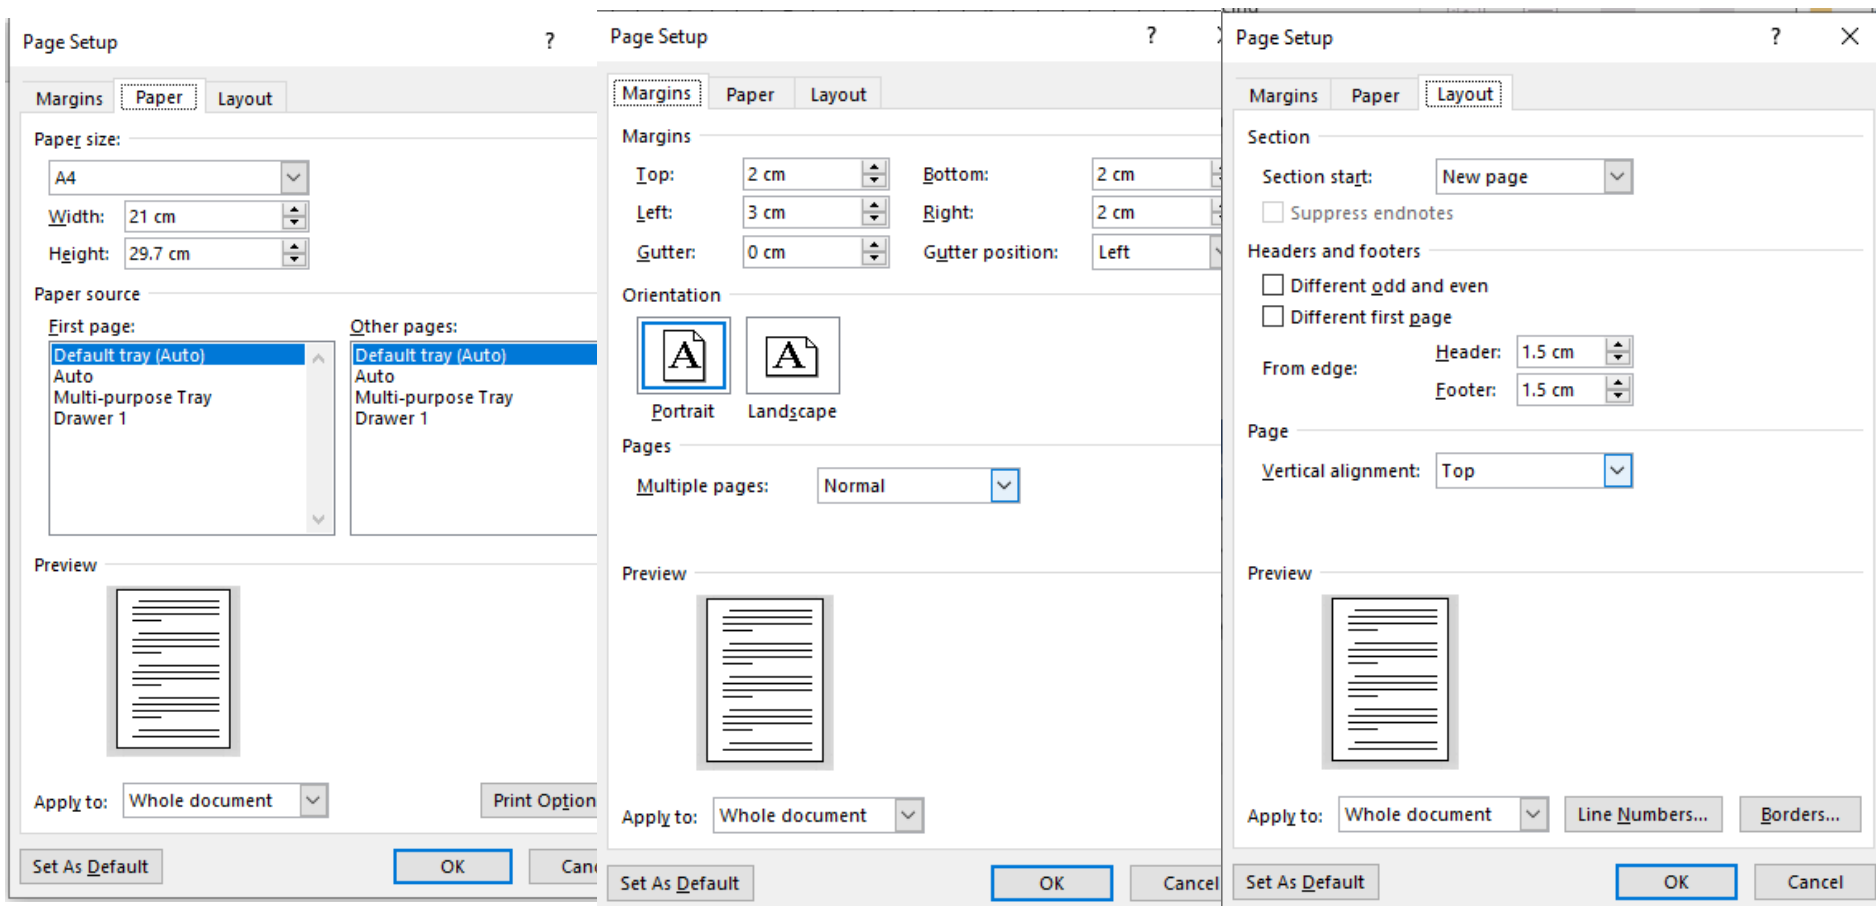 Page Setup ?
Margins Paper Layout
Paper size:
A4
Width: 21 cm
Height: 29.7 cm
Paper source
First page: Other pages:
Default tray (Auto) Default tray (Auto)
Auto Auto
Multi-purpose Tray Multi-purpose Tray
Drawer 1 Drawer 1
Preview
Apply to: Whole document Print Option
Set As Default OK Canc
Page Setup ?
Margins Paper Layout
Margins
Top: 2 cm Bottom: 2 cm
Left: 3 cm Right: 2 cm
Gutter: 0 cm Gutter position: Left
Orientation
A A
Portrait Landscape
Pages
Multiple pages: Normal
Preview
Apply to: Whole document
Set As Default OK Cancel
Page Setup ?
Margins Paper Layout
Section
Section start: New page
Suppress endnotes
Headers and footers
Different odd and even
Different first page
From edge: Header: 1.5 cm
Footer: 1.5 cm
Page
Vertical alignment: Top
Preview
Apply to: Whole document Line Numbers... Borders...
Set As Default OK Cancel